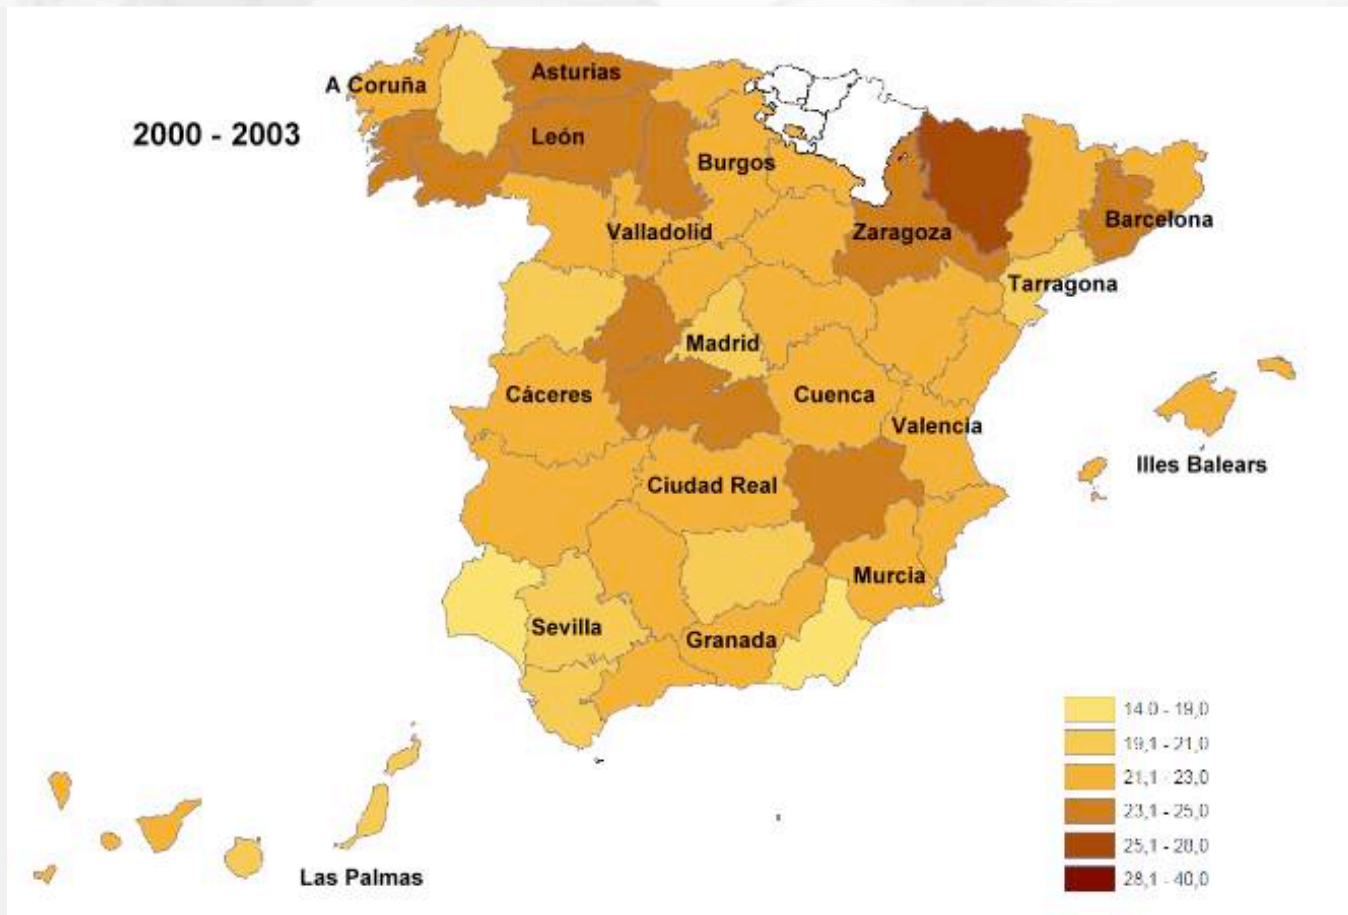 2000 - 2003
A Coruña
Asturias
León
Burgos
Valladolid
Zaragoza
Barcelona
Tarragona
Madrid
Cáceres
Cuenca
Valencia
Illes Balears
Ciudad Real
Murcia
Sevilla
Granada
Las Palmas
14,0 - 19,0
19,1 - 21,0
21,1 - 23,0
23,1 - 25,0
25,1 - 28,0
28,1 - 40,0